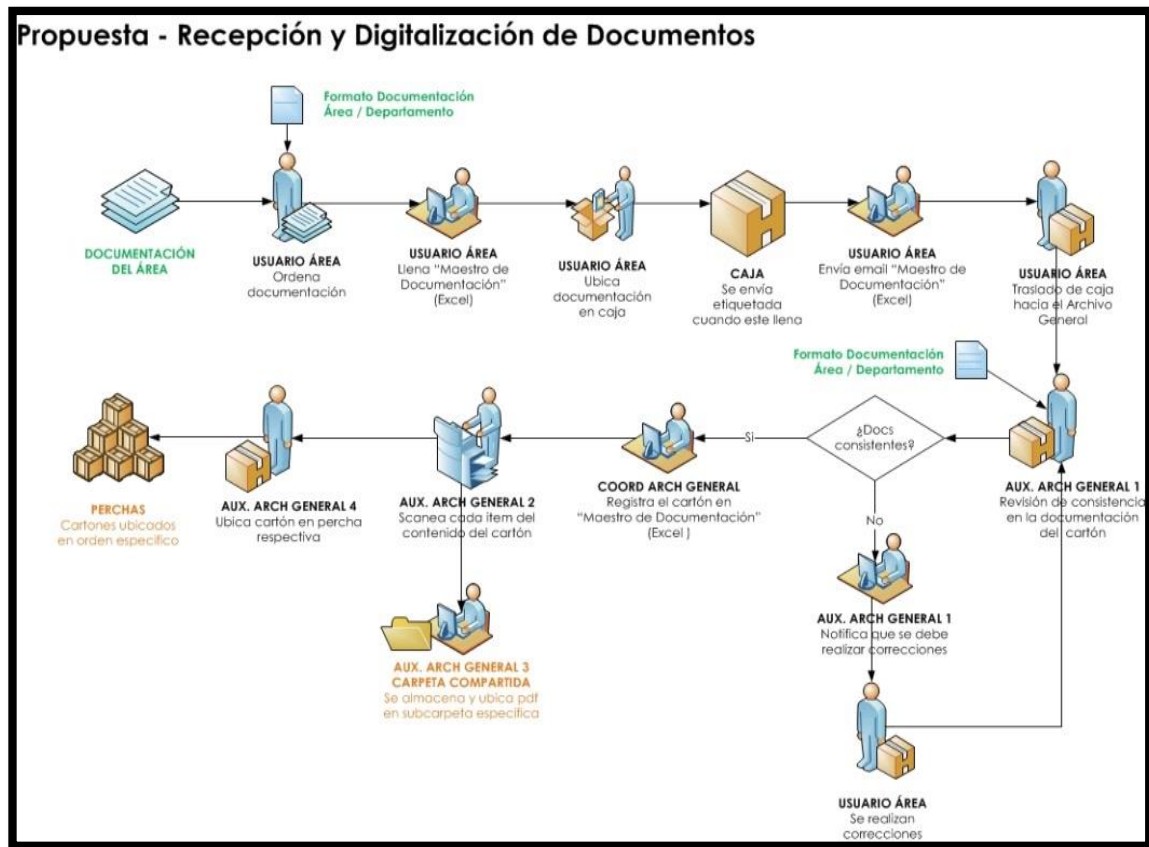 Propuesta - Recepción y Digitalización de Documentos
Formato Documentación
Área / Departamento
DOCUMENTACIÓN
DEL ÁREA
USUARIO ÁREA
Ordena
documentación
USUARIO ÁREA
Llena "Maestro de
Documentación"
(Excel)
USUARIO ÁREA
Ubica
documentación
en caja
CAJA
Se envía
etiquetada
cuando este llena
USUARIO ÁREA
Envía email "Maestro de
Documentación"
(Excel)
USUARIO ÁREA
Traslado de caja
hacia el Archivo
General
Formato Documentación
Área / Departamento
AUX. ARCH GENERAL 1
Revisión de consistencia
en la documentación
del cartón
¿Docs
consistentes?
Si
No
COORD ARCH GENERAL
Registra el cartón en
"Maestro de Documentación"
(Excel )
AUX. ARCH GENERAL 2
Scanea cada item del
contenido del cartón
AUX. ARCH GENERAL 4
Ubica cartón en percha
respectiva
PERCHAS
Cartones ubicados
en orden específico
AUX. ARCH GENERAL 3
CARPETA COMPARTIDA
Se almacena y ubica pdf
en subcarpeta específica
AUX. ARCH GENERAL 1
Notifica que se debe
realizar correcciones
USUARIO ÁREA
Se realizan
correcciones